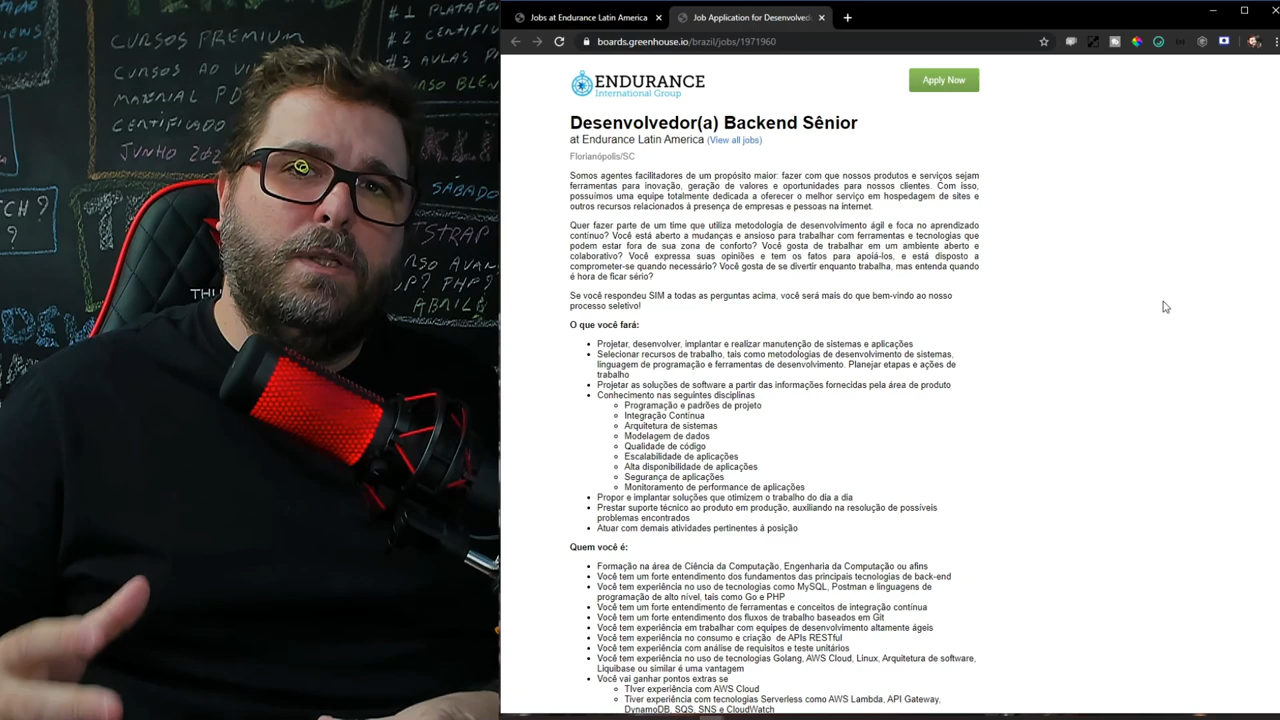 # 1 PLATAFO
CURSOS PREMIUM
# 2 CERTIFIC
CURSOS AO
# 3 AULAS
MATERIAL
URSO BLEN
CERTIFIC
JUNTO
SABADO
THU
Jobs at Endurance Latin America
Job Application for Desenvolved
boards.greenhouse.io/brazil/jobs/1971960
ENDURANCE
International Group
Apply Now
Desenvolvedor(a) Backend Sênior
at Endurance Latin America (View all jobs)
Florianópolis/SC
Somos agentes facilitadores de um propósito maior: fazer com que nossos produtos e serviços sejam
ferramentas para inovação, geração de valores e oportunidades para nossos clientes. Com isso,
possuímos uma equipe totalmente dedicada a oferecer o melhor serviço em hospedagem de sites e
outros recursos relacionados à presença de empresas e pessoas na internet.
Quer fazer parte de um time que utiliza metodologia de desenvolvimento ágil e foca no aprendizado
contínuo? Você está aberto a mudanças e ansioso para trabalhar com ferramentas e tecnologias que
podem estar fora de sua zona de conforto? Você gosta de trabalhar em um ambiente aberto e
colaborativo? Você expressa suas opiniões e tem os fatos para apoiá-los, e está disposto a
comprometer-se quando necessário? Você gosta de se divertir enquanto trabalha, mas entenda quando
é hora de ficar sério?
Se você respondeu SIM a todas as perguntas acima, você será mais do que bem-vindo ao nosso
processo seletivo!
O que você fará:
Projetar, desenvolver, implantar e realizar manutenção de sistemas e aplicações
Selecionar recursos de trabalho, tais como metodologias de desenvolvimento de sistemas,
linguagem de programação e ferramentas de desenvolvimento. Planejar etapas e ações de
trabalho
Projetar as soluções de software a partir das informações fornecidas pela área de produto
Conhecimento nas seguintes disciplinas
Programação e padrões de projeto
Integração Contínua
Arquitetura de sistemas
Modelagem de dados
Qualidade de código
Escalabilidade de aplicações
Alta disponibilidade de aplicações
Segurança de aplicações
Monitoramento de performance de aplicações
Propor e implantar soluções que otimizem o trabalho do dia a dia
Prestar suporte técnico ao produto em produção, auxiliando na resolução de possíveis
problemas encontrados
Atuar com demais atividades pertinentes à posição
Quem você é:
Formação na área de Ciência da Computação, Engenharia da Computação ou afins
Você tem um forte entendimento dos fundamentos das principais tecnologias de back-end
Você tem experiência no uso de tecnologias como MySQL, Postman e linguagens de
programação de alto nível, tais como Go e PHP
Você tem um forte entendimento de ferramentas e conceitos de integração contínua
Você tem um forte entendimento dos fluxos de trabalho baseados em Git
Você tem experiência em trabalhar com equipes de desenvolvimento altamente ágeis
Você tem experiência no consumo e criação de APIs RESTful
Você tem experiência com análise de requisitos e teste unitários
Você tem experiência no uso de tecnologias Golang, AWS Cloud, Linux, Arquitetura de software,
Liquibase ou similar é uma vantagem
Você vai ganhar pontos extras se
TIver experiência com AWS Cloud
Tiver experiência com tecnologias Serverless como AWS Lambda, API Gateway,
DynamoDB, SQS, SNS e CloudWatch